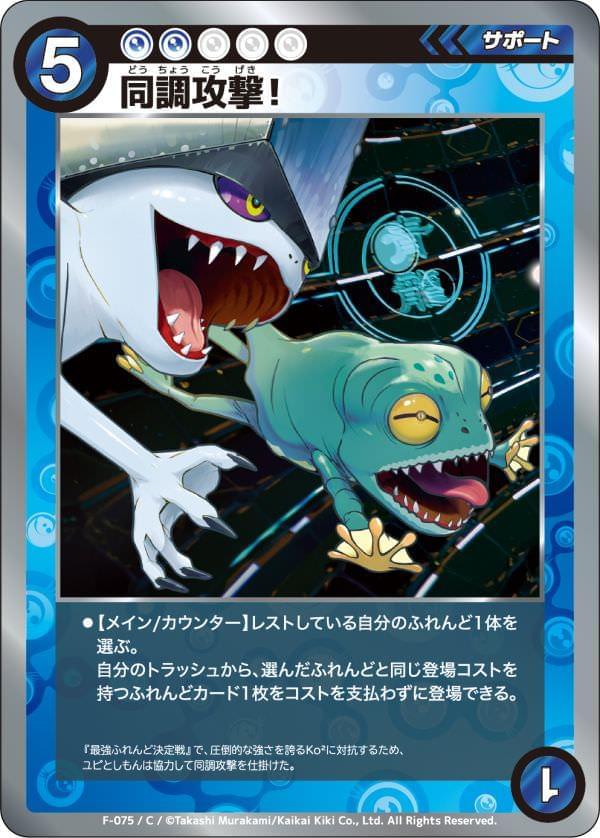 5
サポート
どうちょうこうげき
同調攻撃!
●【メイン/カウンター】レストしている自分のふれんど1体を
選ぶ。
自分のトラッシュから、選んだふれんどと同じ登場コストを
持つふれんどカード1枚をコストを支払わずに登場できる。
『最強ふれんど決定戦』で、圧倒的な強さを誇るKo²に対抗するため、
ユピとしもんは協力して同調攻撃を仕掛けた。
1
F-075 / C / ©Takashi Murakami/Kaikai Kiki Co., Ltd. All Rights Reserved.